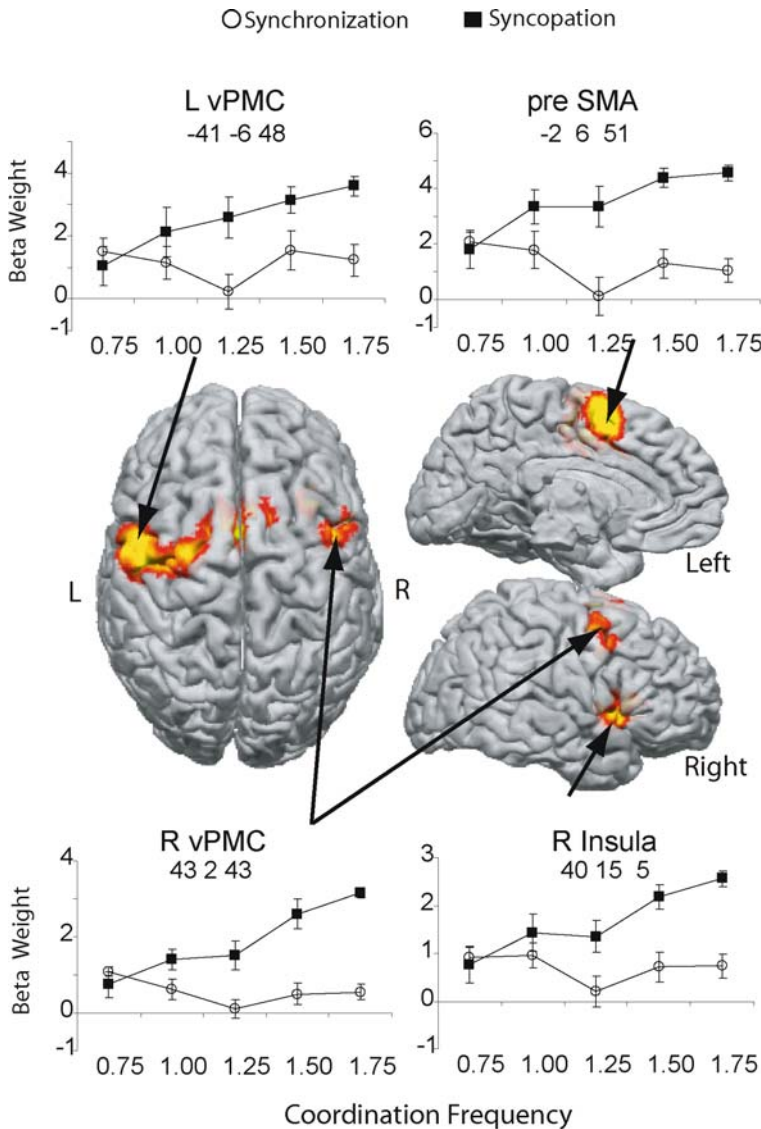 Synchronization Syncopation
L vPMC pre SMA
-41 -6 48 -2 6 51
Beta Weight
4
2
0
-1
6
4
2
0
-1
0.75 1.00 1.25 1.50 1.75 0.75 1.00 1.25 1.50 1.75
L R
Left
Right
R vPMC R Insula
43 2 43 40 15 5
Beta Weight
4
2
0
-1
3
2
1
0
-1
0.75 1.00 1.25 1.50 1.75 0.75 1.00 1.25 1.50 1.75
Coordination Frequency